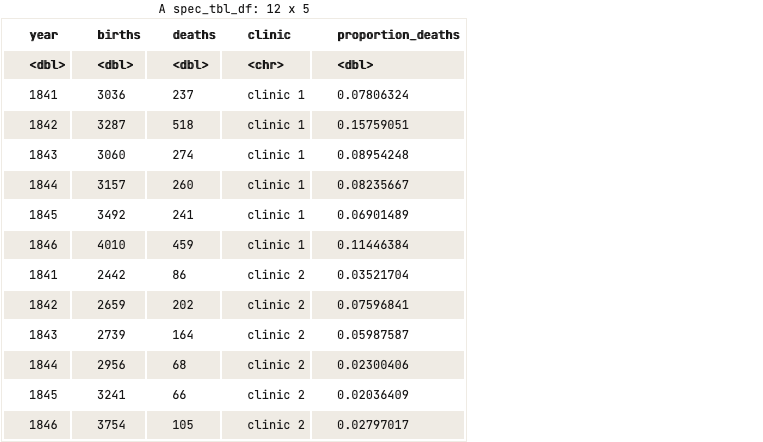 A spec_tbl_df: 12 x 5
year births deaths clinic proportion_deaths
<dbl> <dbl> <dbl> <chr> <dbl>
1841 3036 237 clinic 1 0.07806324
1842 3287 518 clinic 1 0.15759051
1843 3060 274 clinic 1 0.08954248
1844 3157 260 clinic 1 0.08235667
1845 3492 241 clinic 1 0.06901489
1846 4010 459 clinic 1 0.11446384
1841 2442 86 clinic 2 0.03521704
1842 2659 202 clinic 2 0.07596841
1843 2739 164 clinic 2 0.05987587
1844 2956 68 clinic 2 0.02300406
1845 3241 66 clinic 2 0.02036409
1846 3754 105 clinic 2 0.02797017